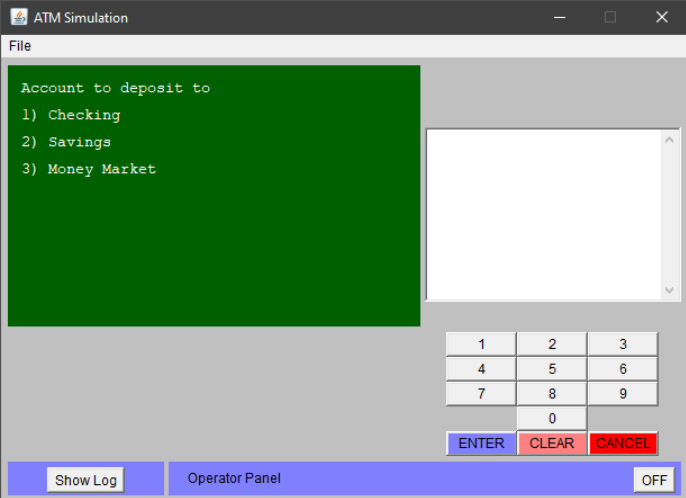 ATM Simulation
File
Account to deposit to
1) Checking
2) Savings
3) Money Market
1 2 3
4 5 6
7 8 9
0
ENTER CLEAR CANCEL
Show Log Operator Panel OFF